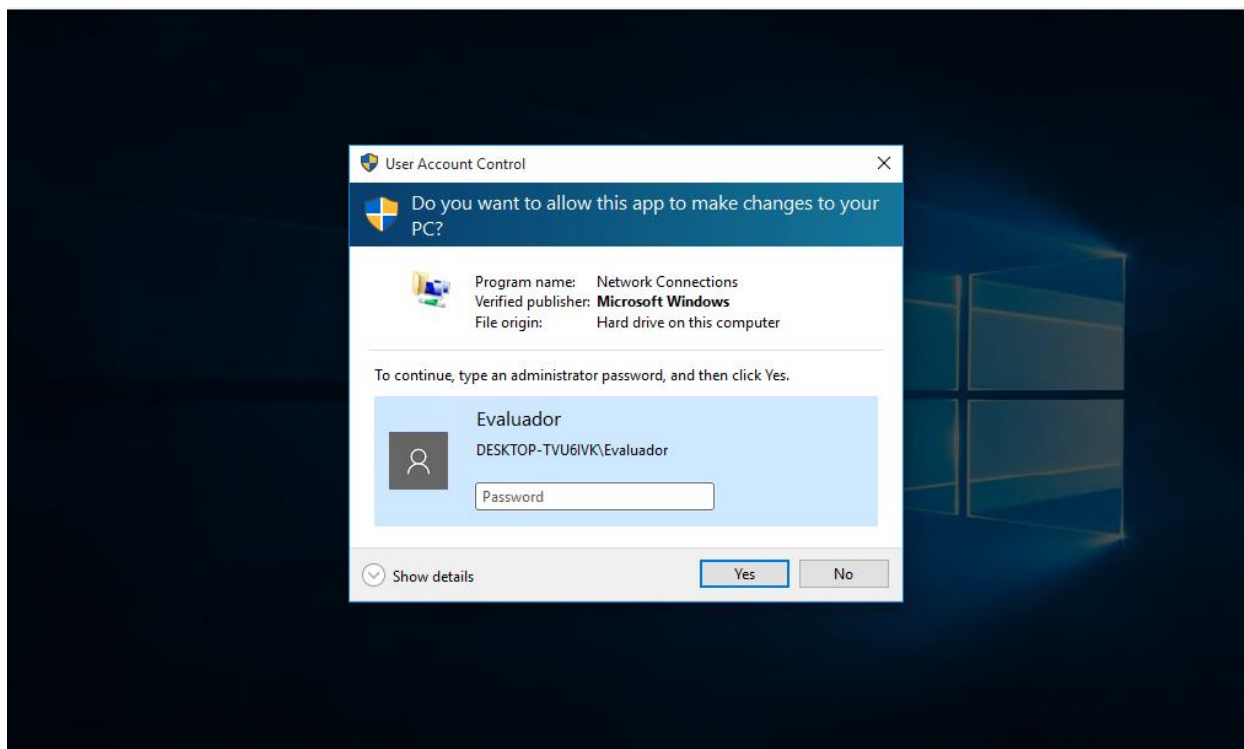 User Account Control
Do you want to allow this app to make changes to your
PC?
Program name: Network Connections
Verified publisher: Microsoft Windows
File origin: Hard drive on this computer
To continue, type an administrator password, and then click Yes.
Evaluador
DESKTOP-TVU6IVK\Evaluador
Password
Show details
Yes No